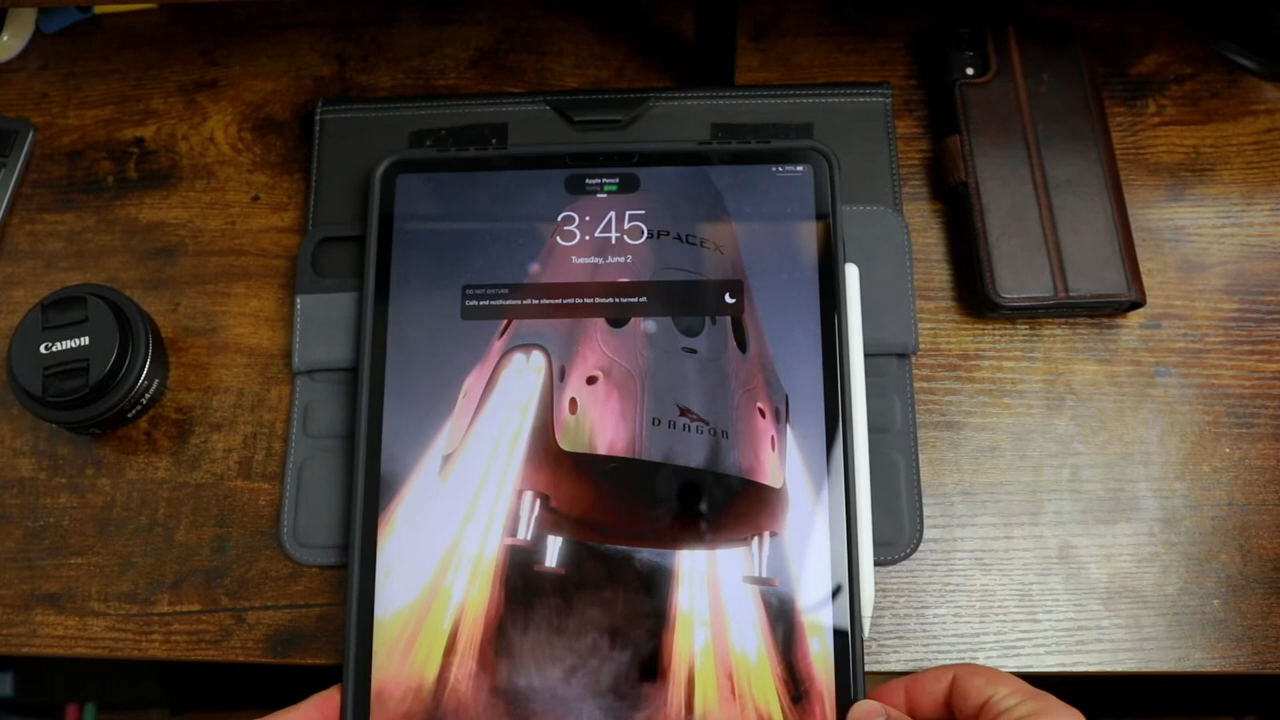 Apple Pencil
3:45
SPACEX
Tuesday, June 2
DO NOT DISTURB
Calls and notifications will be silenced until Do Not Disturb is turned off.
Canon
24mm
DRAGON